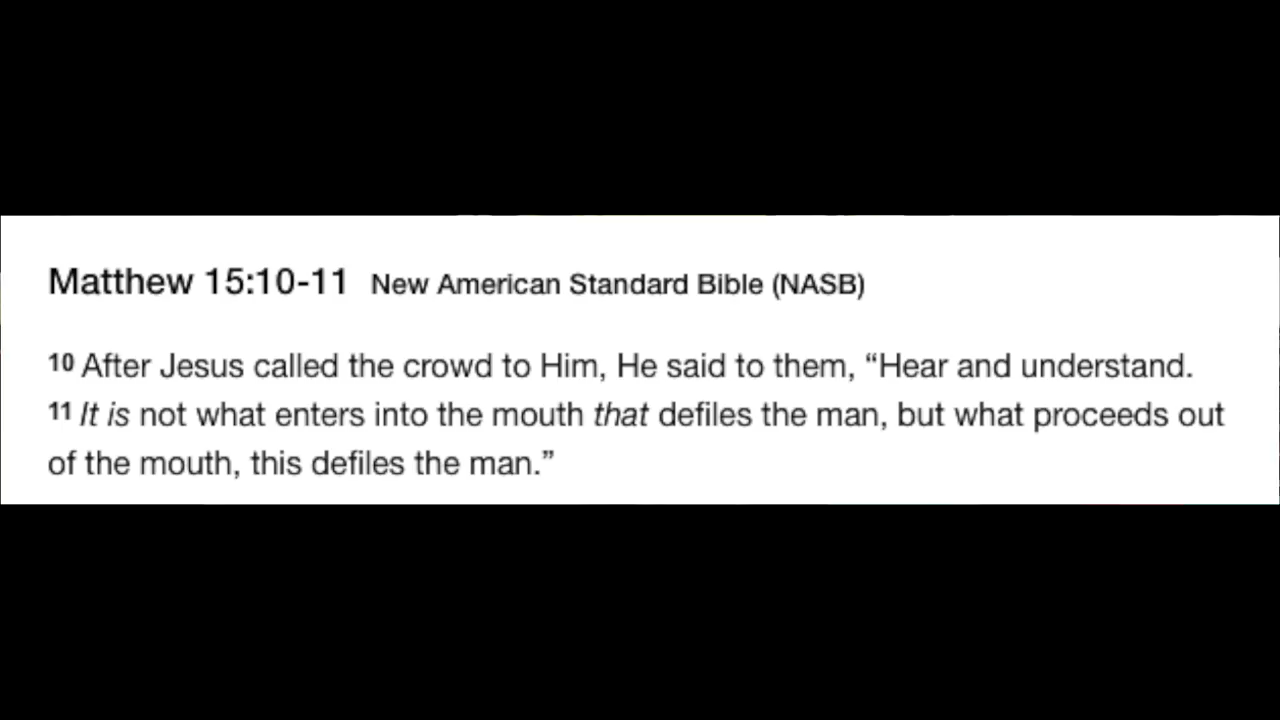 Matthew 15:10-11 New American Standard Bible (NASB)
10 After Jesus called the crowd to Him, He said to them, “Hear and understand.
11 It is not what enters into the mouth that defiles the man, but what proceeds out
of the mouth, this defiles the man.”